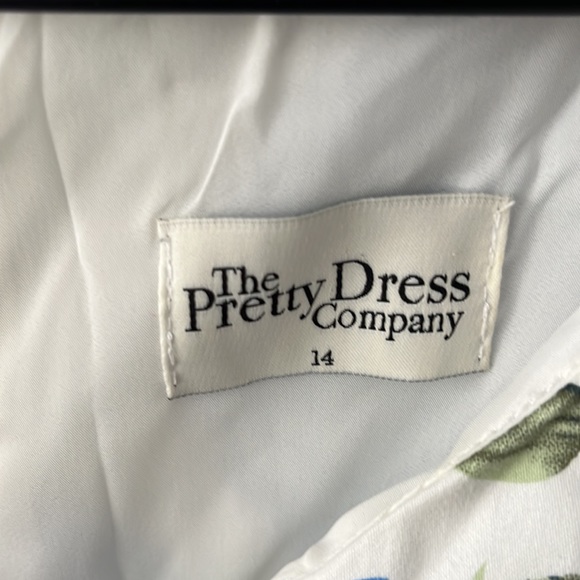 The
Pretty Dress
Company
14